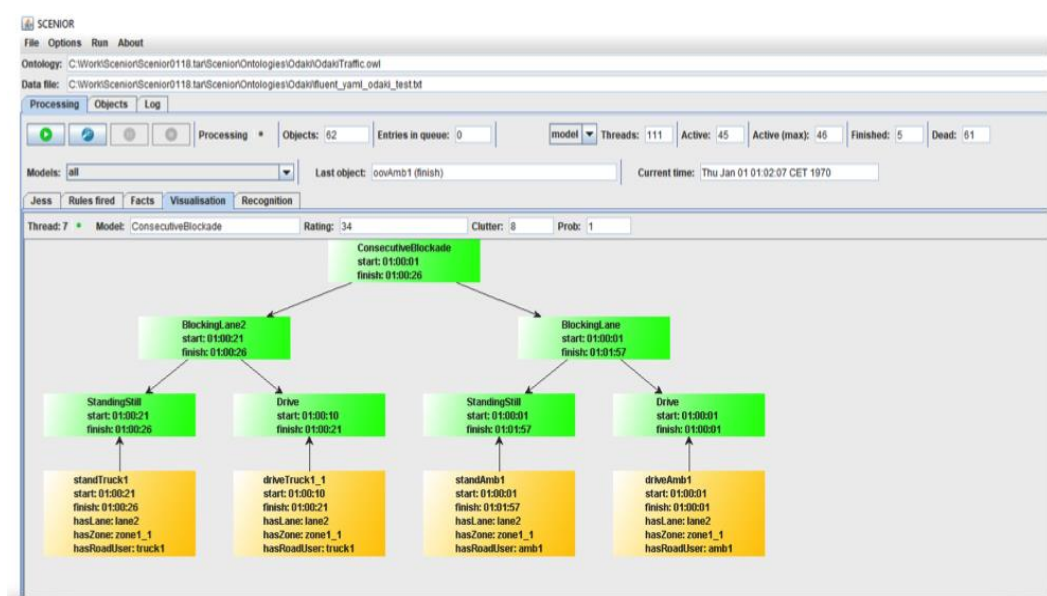 SCENIOR
File Options Run About
Ontology: C:\Work\Scenior\Scenior0118.tar\Scenior\Ontologies\Odaki\OdakiTraffic.owl
Data file: C:\Work\Scenior\Scenior0118.tar\Scenior\Ontologies\Odaki\fluent_yaml_odaki_test.txt
Processing Objects Log
Processing * Objects: 62 Entries in queue: 0 model Threads: 111 Active: 45 Active (max): 46 Finished: 5 Dead: 61
Models: all Last object: oovAmb1 (finish) Current time: Thu Jan 01 01:02:07 CET 1970
Jess Rules fired Facts Visualisation Recognition
Thread: 7 Model: ConsecutiveBlockade Rating: 34 Clutter: 8 Prob: 1
ConsecutiveBlockade
start: 01:00:01
finish: 01:00:26
BlockingLane2
start: 01:00:21
finish: 01:00:26
BlockingLane
start: 01:00:01
finish: 01:01:57
StandingStill
start: 01:00:21
finish: 01:00:26
Drive
start: 01:00:10
finish: 01:00:21
StandingStill
start: 01:00:01
finish: 01:01:57
Drive
start: 01:00:01
finish: 01:00:01
standTruck1
start: 01:00:21
finish: 01:00:26
hasLane: lane2
hasZone: zone1_1
hasRoadUser: truck1
driveTruck1_1
start: 01:00:10
finish: 01:00:21
hasLane: lane2
hasZone: zone1_1
hasRoadUser: truck1
standAmb1
start: 01:00:01
finish: 01:01:57
hasLane: lane2
hasZone: zone1_1
hasRoadUser: amb1
driveAmb1
start: 01:00:01
finish: 01:00:01
hasLane: lane2
hasZone: zone1_1
hasRoadUser: amb1